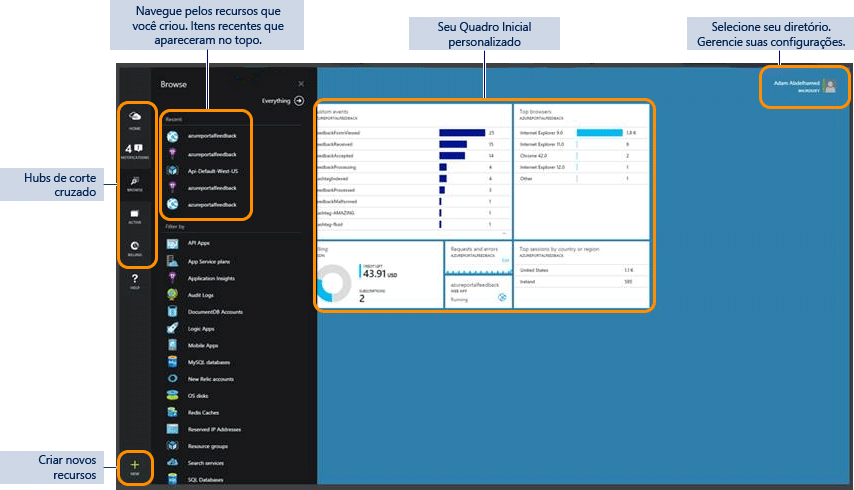 Navegue pelos recursos que
você criou. Itens recentes que
apareceram no topo.
Seu Quadro Inicial
personalizado
Selecione seu diretório.
Gerencie suas configurações.
Hubs de corte
cruzado
Criar novos
recursos
HOME
4
NOTIFICATIONS
BROWSE
ACTIVE
BILLING
HELP
NEW
Browse
Everything
Recent
azureportalfeedback
azureportalfeedback
Api-Default-West-US
azureportalfeedback
azureportalfeedback
Filter by
API Apps
App Service plans
Application Insights
Audit Logs
DocumentDB Accounts
Logic Apps
Mobile Apps
MySQL databases
New Relic accounts
OS disks
Redis Caches
Reserved IP Addresses
Resource groups
Search services
SQL Databases
ustom events
AZUREPORTALFEEDBACK
eedbackFormViewed 23
eedbackReceived 15
eedbackAccepted 14
eedbackProcessing 4
ashtagIndexed 4
eedbackProcessed 3
eedbackMalformed 1
ashtag-AMAZING 1
ashtag-fluid 1
Top browsers
AZUREPORTALFEEDBACK
Internet Explorer 9.0 1.8 K
Internet Explorer 11.0 6
Chrome 42.0 2
Internet Explorer 12.0 1
Other 1
lling
CREDIT LEFT
43.91 USD
SUBSCRIPTIONS
2
Requests and errors
AZUREPORTALFEEDBACK
Edit
azureportalfeedback
WEB APP
Running
Top sessions by country or region
AZUREPORTALFEEDBACK
United States 1.1 K
Ireland
Adam Abdelhamed
MICROSOFT